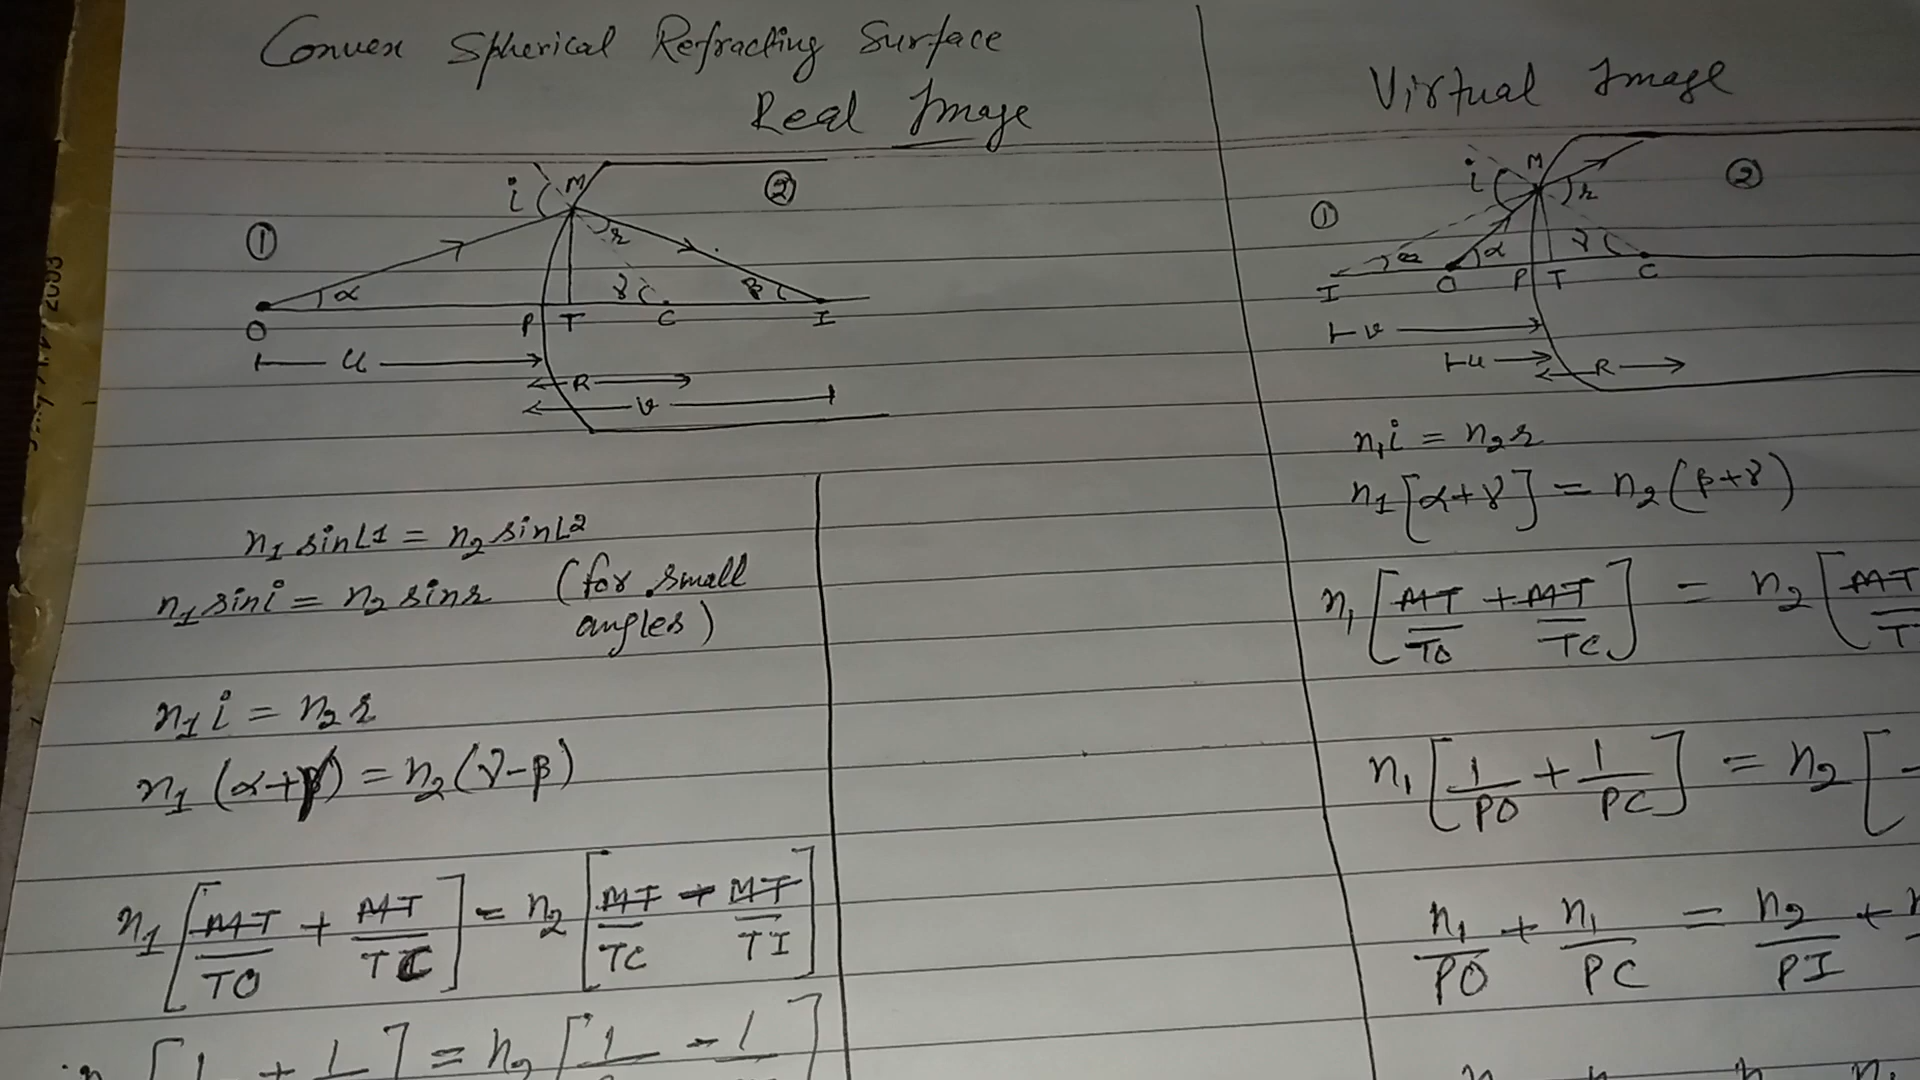 Convex Spherical Refracting Surface
Real Image
i
M
②
①
r
α
γ
β
O
P
T
C
I
u
R
v
n₁ sin∠1 = n₂ sin∠2
n₁ sini = n₂ sinr (for small
angles)
n₁ i = n₂ r
n₁ (α+γ) = n₂ (γ-β)
n₁ [MT/TO + MT/TC] = n₂ [MT/TC - MT/TI]
Virtual Image
i
M
r
②
①
α
γ
I
O
P
T
C
v
u
R
n₁i = n₂r
n₁ [α+γ] = n₂ (β+γ)
n₁ [MT/TO + MT/TC] = n₂ [MT
n₁ [1/PO + 1/PC] = n₂ [
n₁/PO + n₁/PC = n₂/PI +